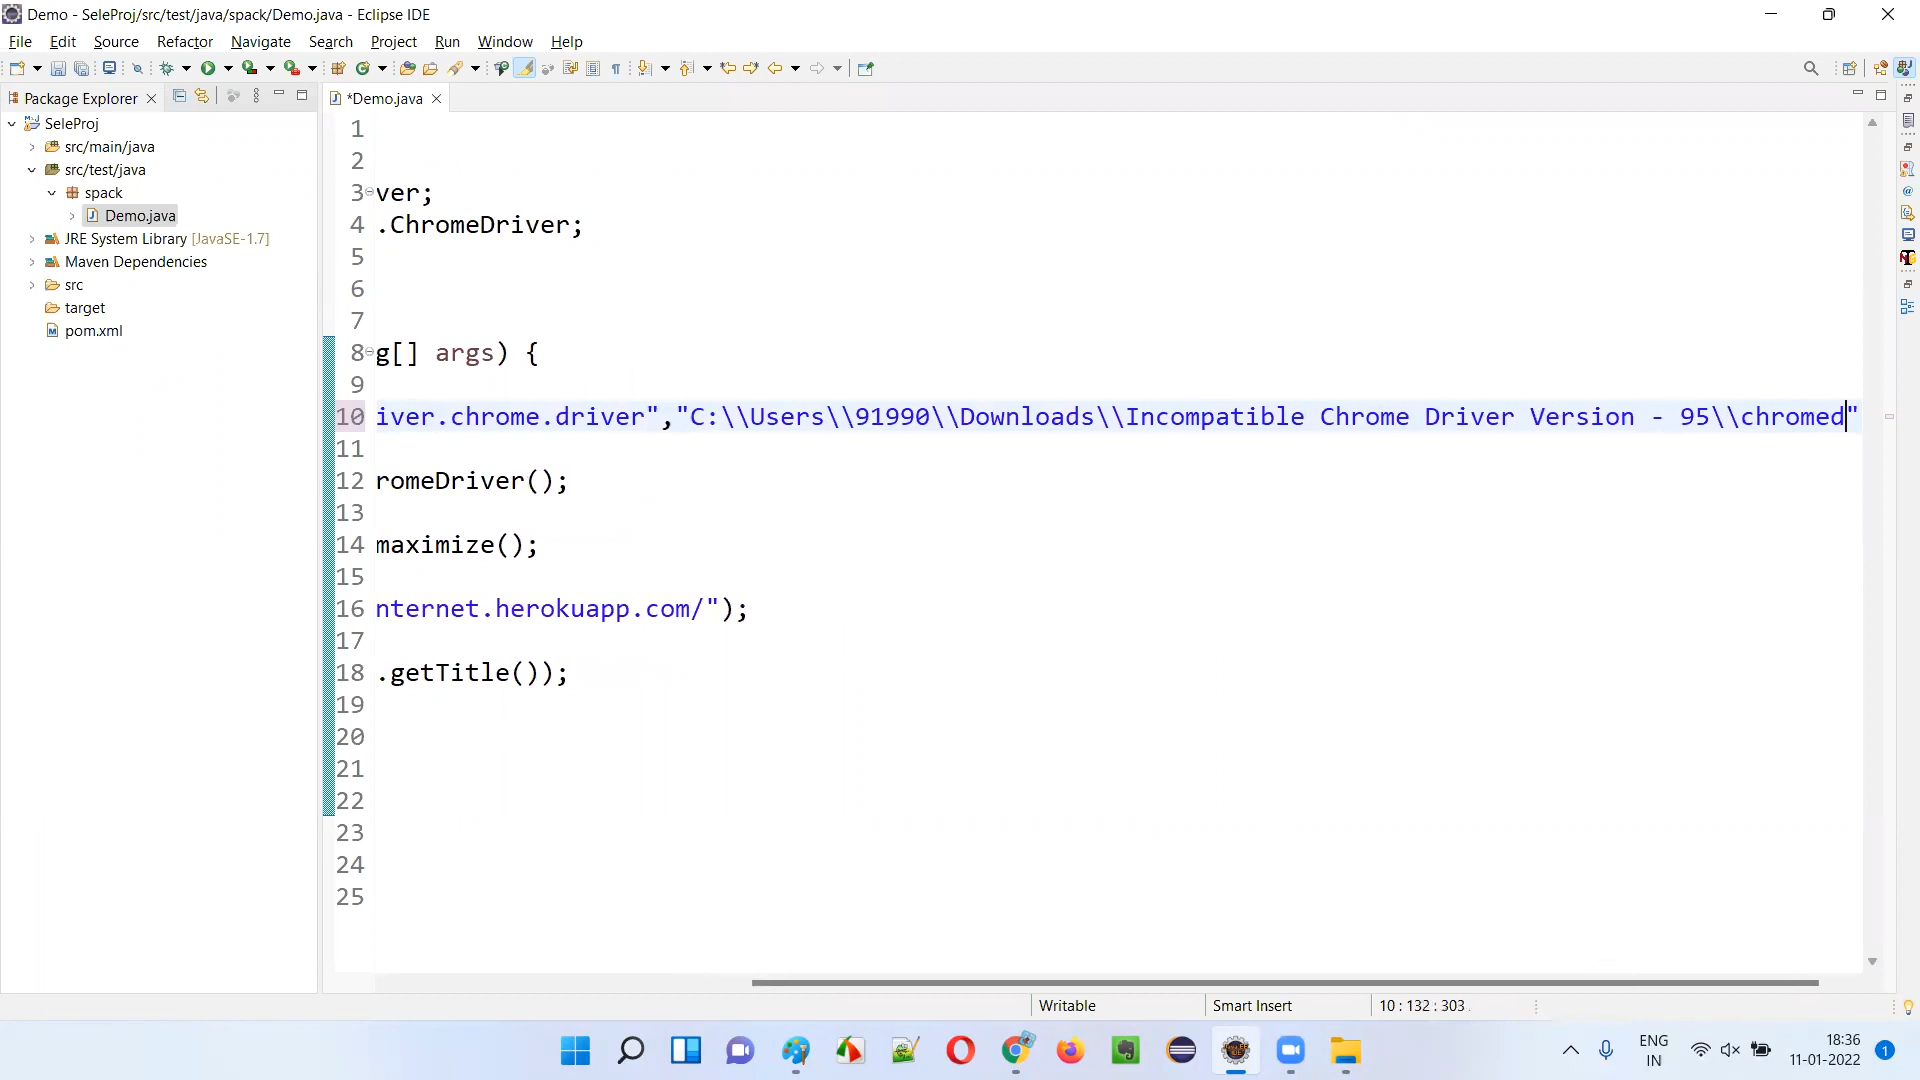 Demo - SeleProj/src/test/java/spack/Demo.java - Eclipse IDE
File Edit Source Refactor Navigate Search Project Run Window Help
Package Explorer
*Demo.java
SeleProj
src/main/java
src/test/java
spack
Demo.java
JRE System Library [JavaSE-1.7]
Maven Dependencies
src
target
pom.xml
1
2
3 ver;
4 .ChromeDriver;
5
6
7
8 g[] args) {
9
10 iver.chrome.driver","C:\\Users\\91990\\Downloads\\Incompatible Chrome Driver Version - 95\\chromed"
11
12 romeDriver();
13
14 maximize();
15
16 nternet.herokuapp.com/");
17
18 .getTitle());
19
20
21
22
23
24
25
Writable Smart Insert 10 : 132 : 303
ENG
IN
18:36
11-01-2022
1